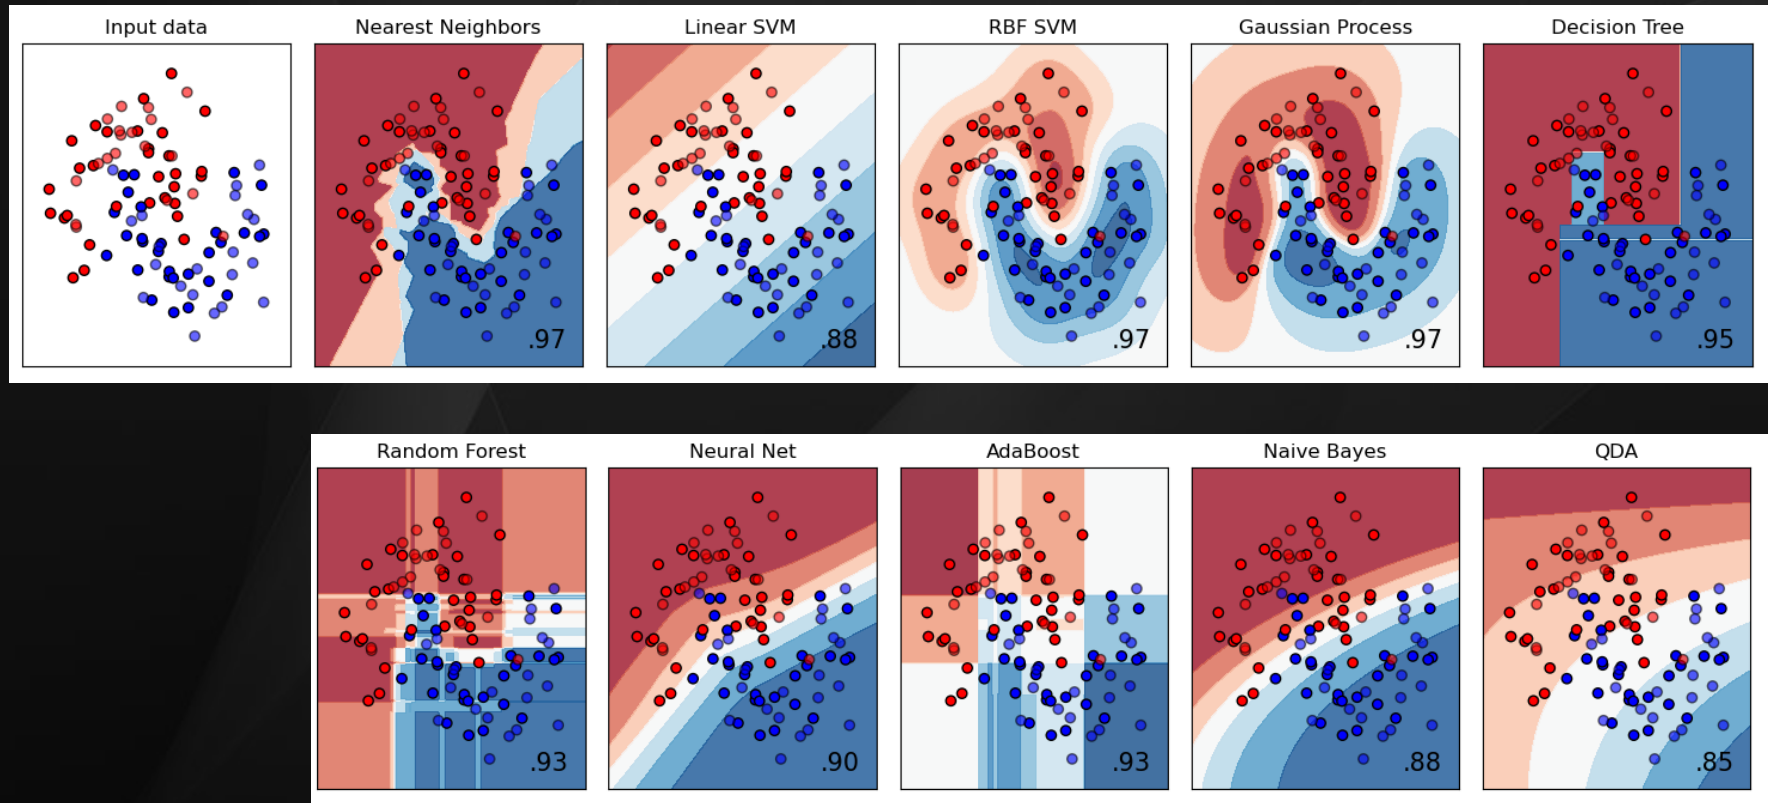 Input data
Nearest Neighbors
Linear SVM
RBF SVM
Gaussian Process
Decision Tree
.97
.88
.97
.97
.95
Random Forest
Neural Net
AdaBoost
Naive Bayes
QDA
.93
.90
.93
.88
.85